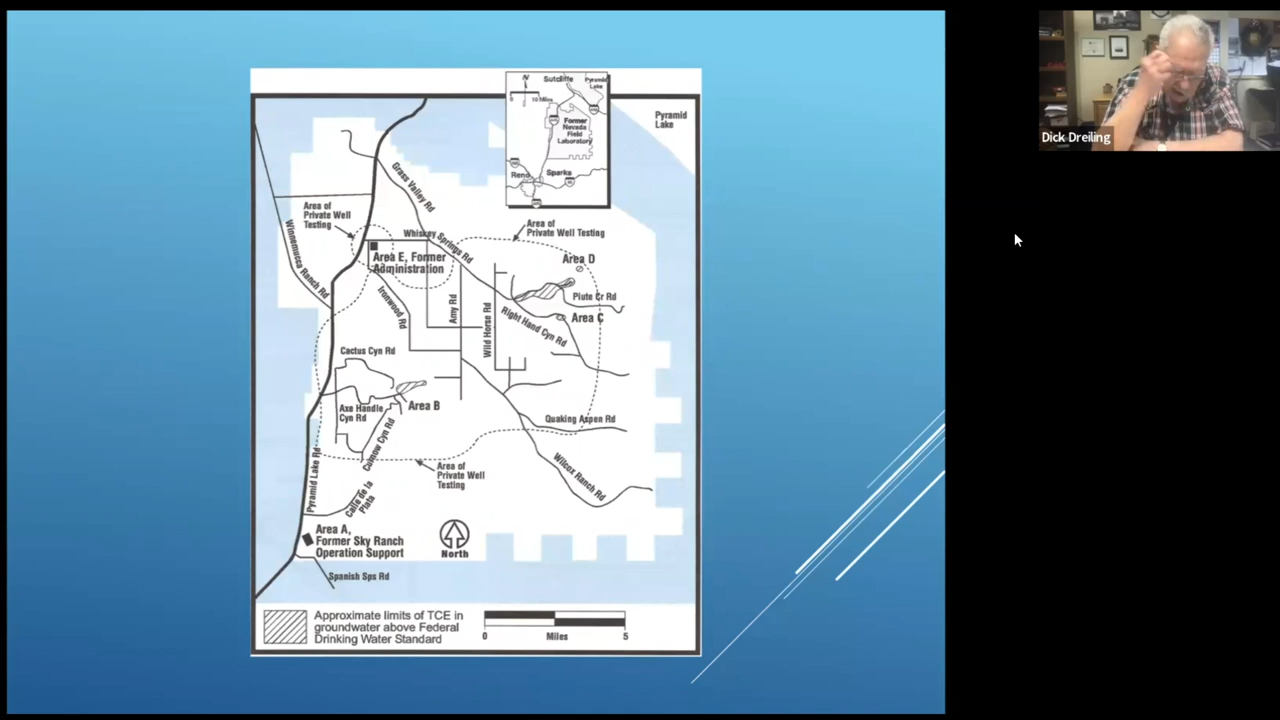 N
Sutcliffe
Pyramid
Lake
0
10 Miles
Former
Nevada
Field
Laboratory
Reno
Sparks
Pyramid
Lake
Grass Valley Rd
Area of
Private Well
Testing
Winnemucca Ranch Rd
Whiskey Springs Rd
Area of
Private Well Testing
Area E, Former
Administration
Area D
Piute Cr Rd
Ironwood Rd
Amy Rd
Wild Horse Rd
Right Hand Cyn Rd
Area C
Cactus Cyn Rd
Axe Handle
Cyn Rd
Area B
Quaking Aspen Rd
Curnow Cyn Rd
Area of
Private Well
Testing
Wilcox Ranch Rd
Pyramid Lake Rd
Calle de la
Plata
Area A,
Former Sky Ranch
Operation Support
North
Spanish Sps Rd
Approximate limits of TCE in
groundwater above Federal
Drinking Water Standard
0
Miles
5
Dick Dreiling